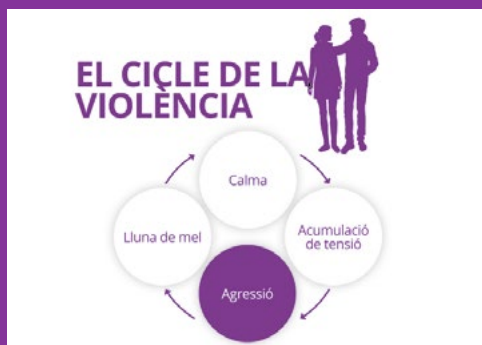 EL CICLE DE LA
VIOLÈNCIA
Calma
Acumulació
de tensió
Lluna de mel
Agressió